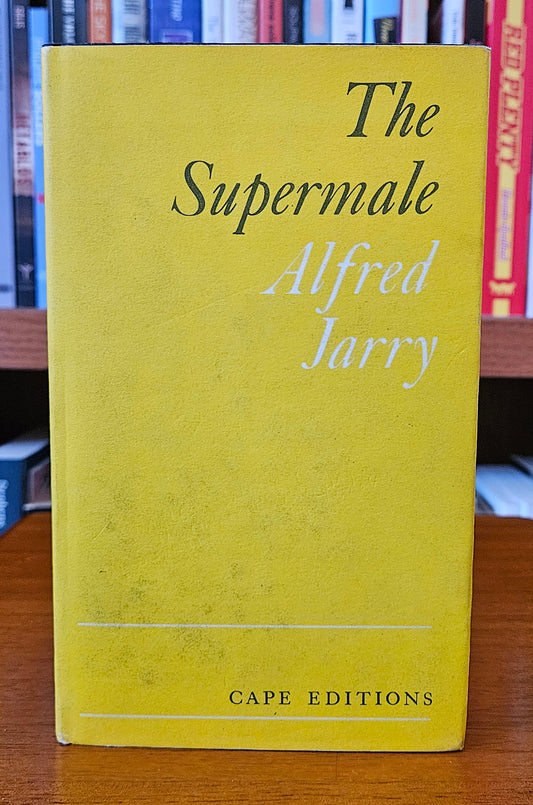 The
Supermale
Alfred
Jarry
CAPE EDITIONS
RED PLENTY